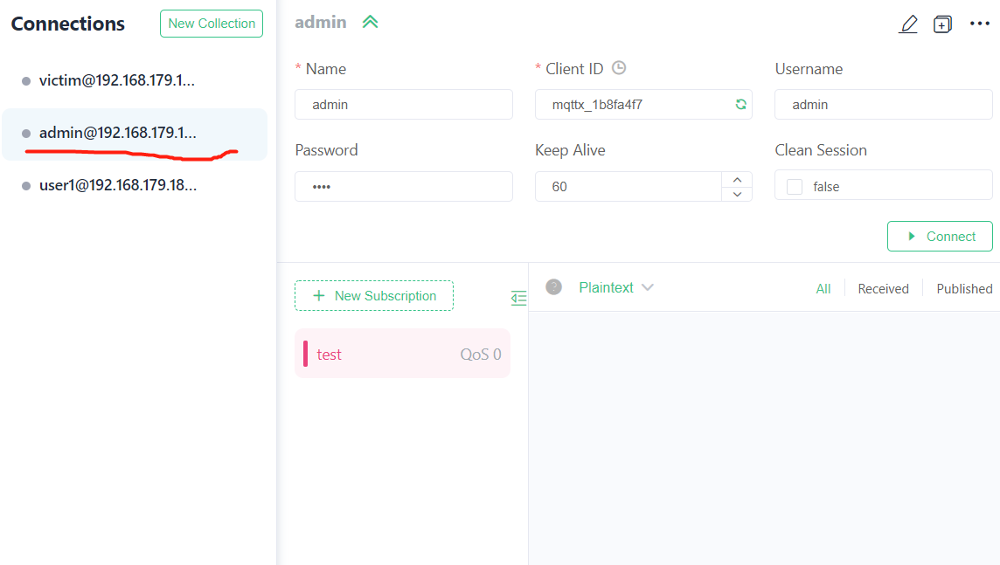 Connections
New Collection
victim@192.168.179.1...
admin@192.168.179.1...
user1@192.168.179.18...
admin
* Name
* Client ID
Username
admin
mqttx_1b8fa4f7
admin
Password
Keep Alive
Clean Session
••••
60
false
Connect
+ New Subscription
? Plaintext
All
Received
Published
test
QoS 0